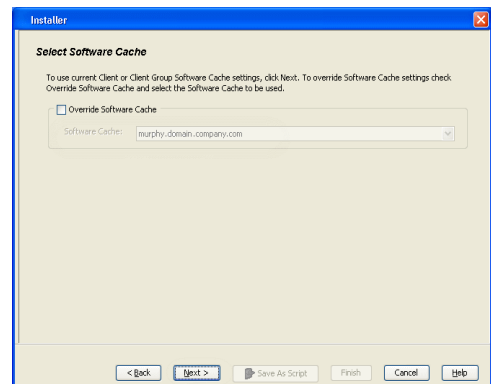 Installer
Select Software Cache
To use current Client or Client Group Software Cache settings, click Next. To override Software Cache settings check
Override Software Cache and select the Software Cache to be used.
Override Software Cache
Software Cache:
murphy.domain.company.com
< Back
Next >
Save As Script
Finish
Cancel
Help